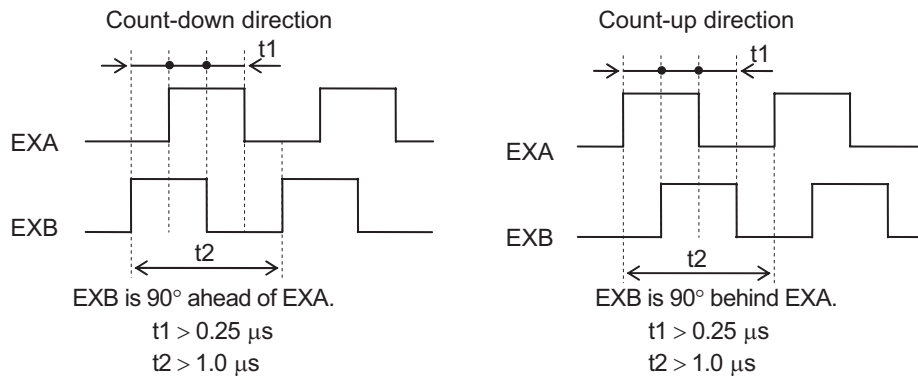 Count-down direction
t1
EXA
EXB
t2
EXB is 90° ahead of EXA.
t1 > 0.25 μs
t2 > 1.0 μs
Count-up direction
t1
EXA
EXB
t2
EXB is 90° behind EXA.
t1 > 0.25 μs
t2 > 1.0 μs